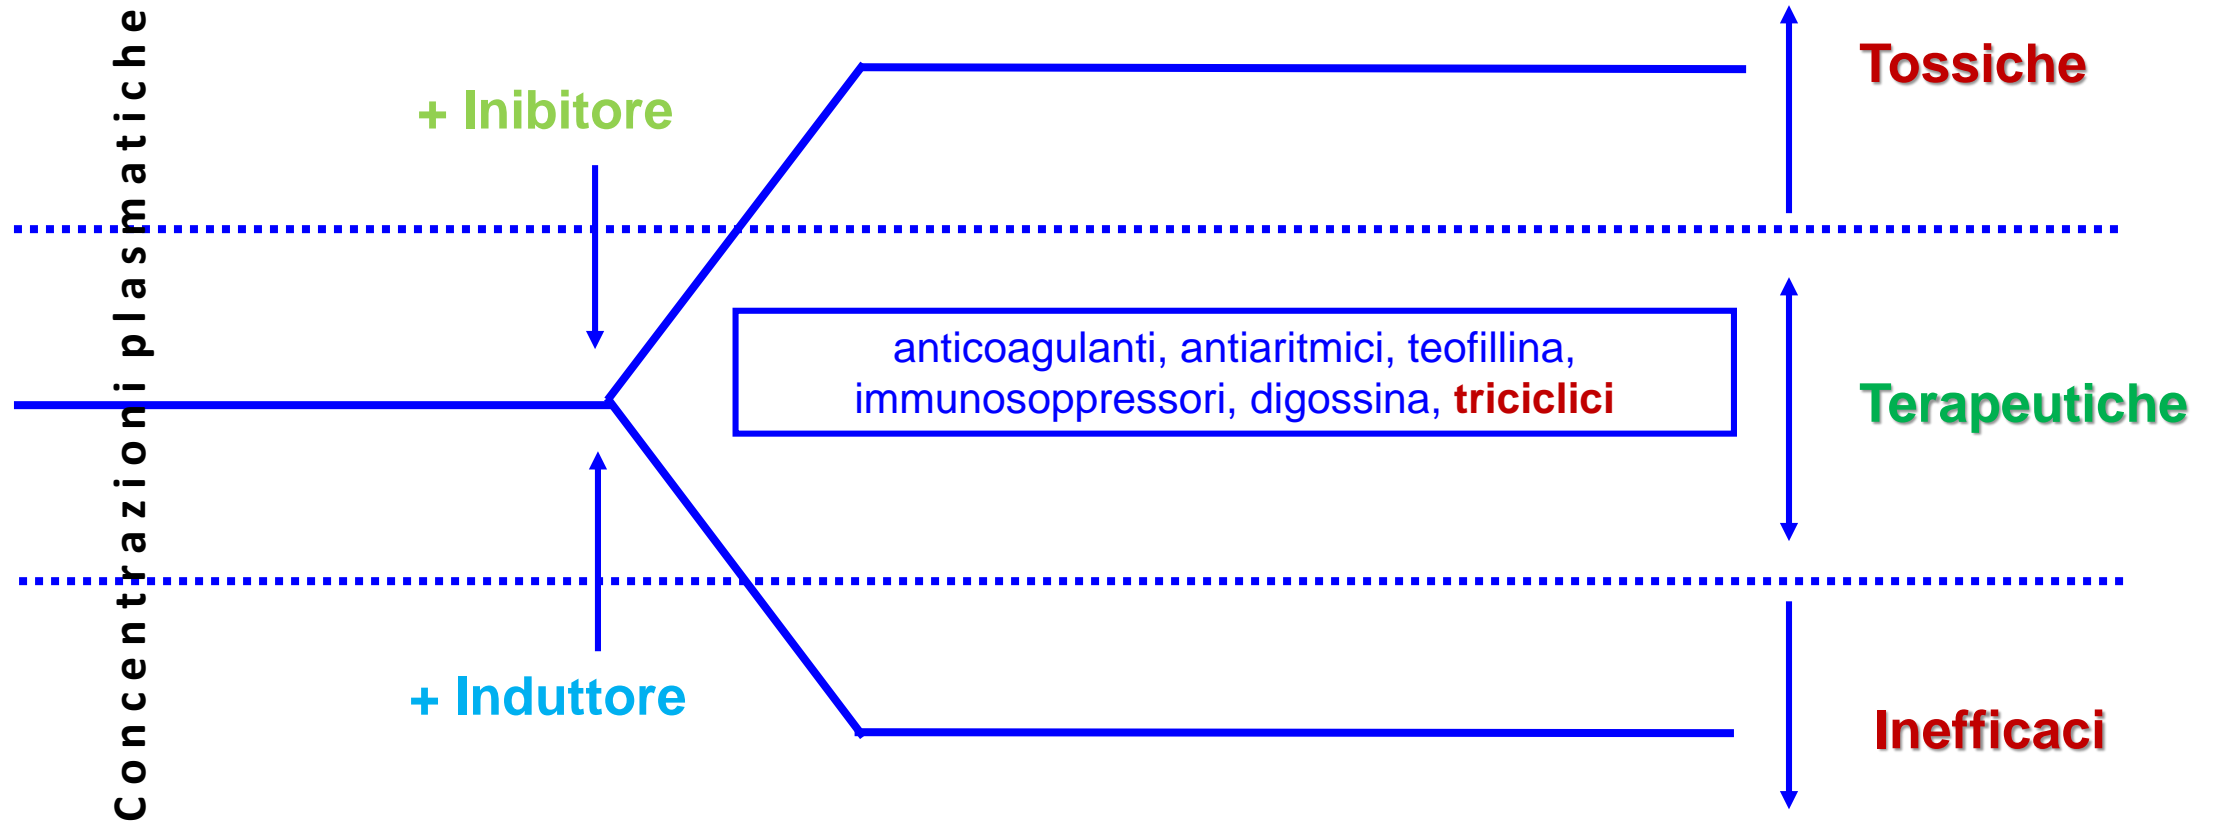 Concentrazioni plasmatiche
+ Inibitore
Tossiche
anticoagulanti, antiaritmici, teofillina,
immunosoppressori, digossina, triciclici
Terapeutiche
+ Induttore
Inefficaci